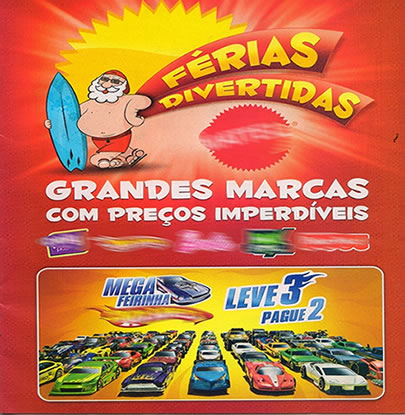 FÉRIAS
DIVERTIDAS
GRANDES MARCAS
COM PREÇOS IMPERDÍVEIS
MEGA
FEIRINHA
LEVE 3
PAGUE 2